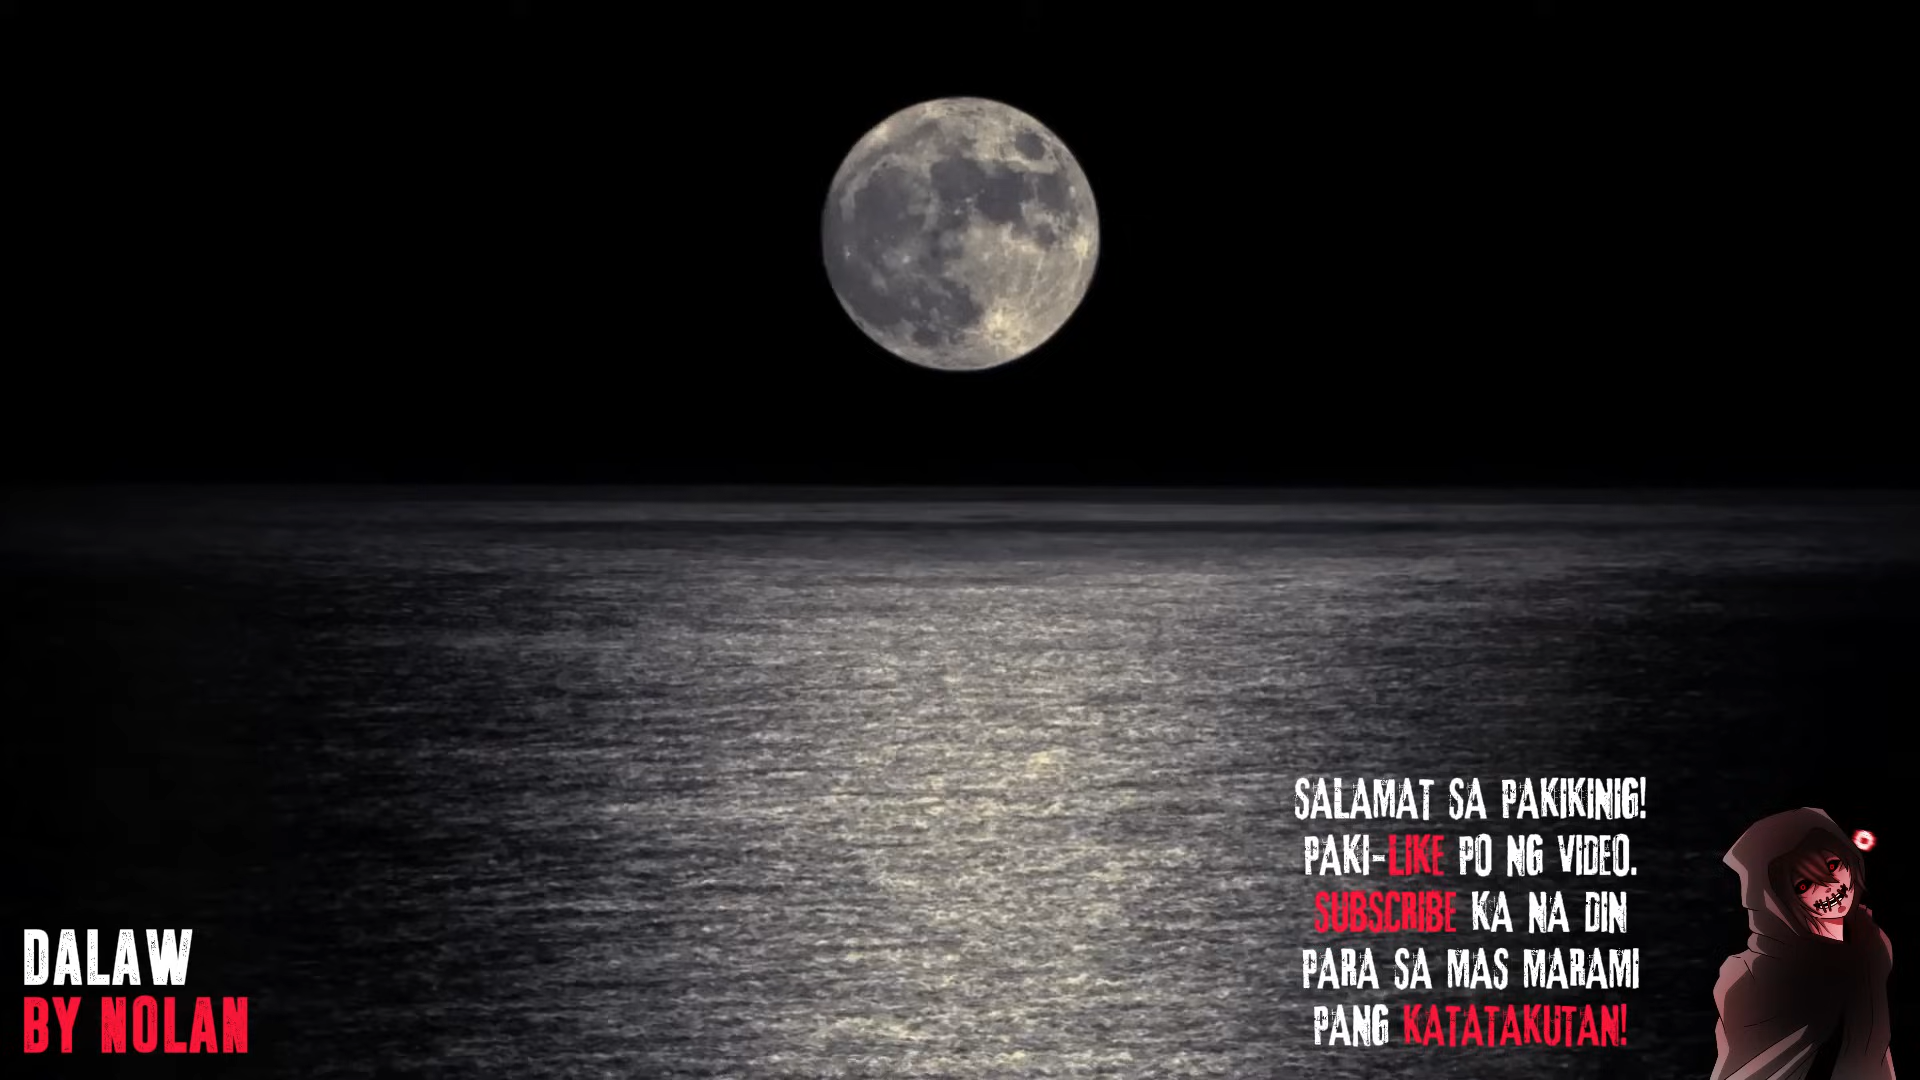 DALAW
BY NOLAN
SALAMAT SA PAKIKINIG!
PAKI-LIKE PO NG VIDEO.
SUBSCRIBE KA NA DIN
PARA SA MAS MARAMI
PANG KATATAKUTAN!